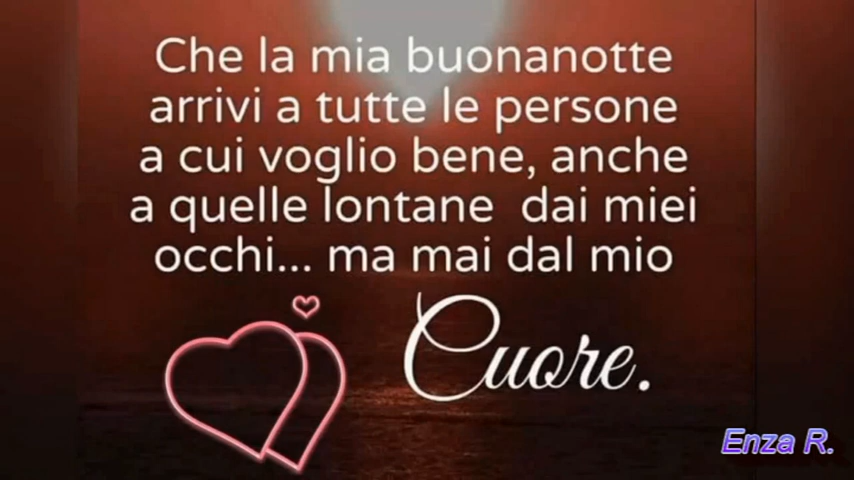 Che la mia buonanotte
arrivi a tutte le persone
a cui voglio bene, anche
a quelle lontane dai miei
occhi... ma mai dal mio
Cuore.
Enza R.